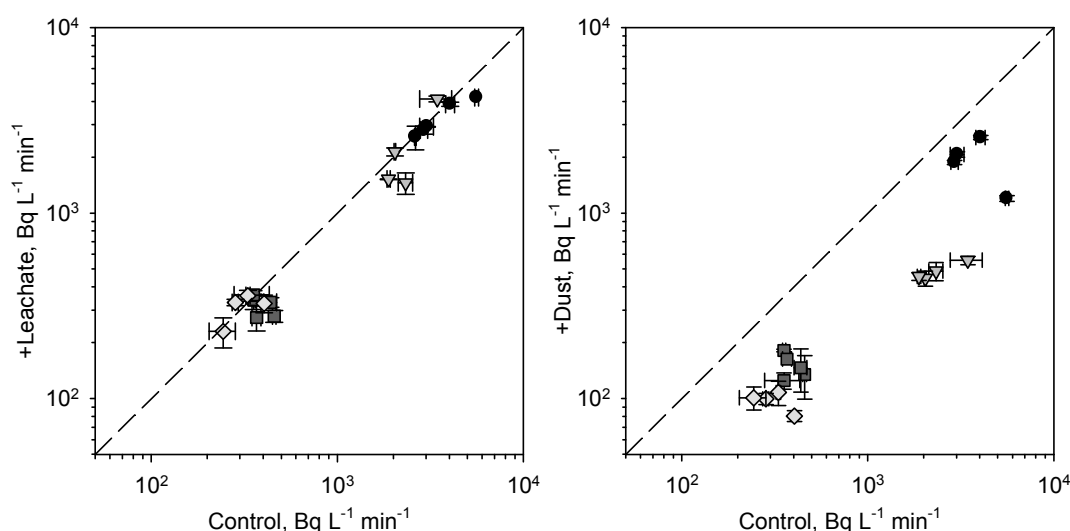 10⁴
10³
10²
+Leachate, Bq L⁻¹ min⁻¹
10² 10³ 10⁴
Control, Bq L⁻¹ min⁻¹
10⁴
10³
10²
+Dust, Bq L⁻¹ min⁻¹
10² 10³ 10⁴
Control, Bq L⁻¹ min⁻¹